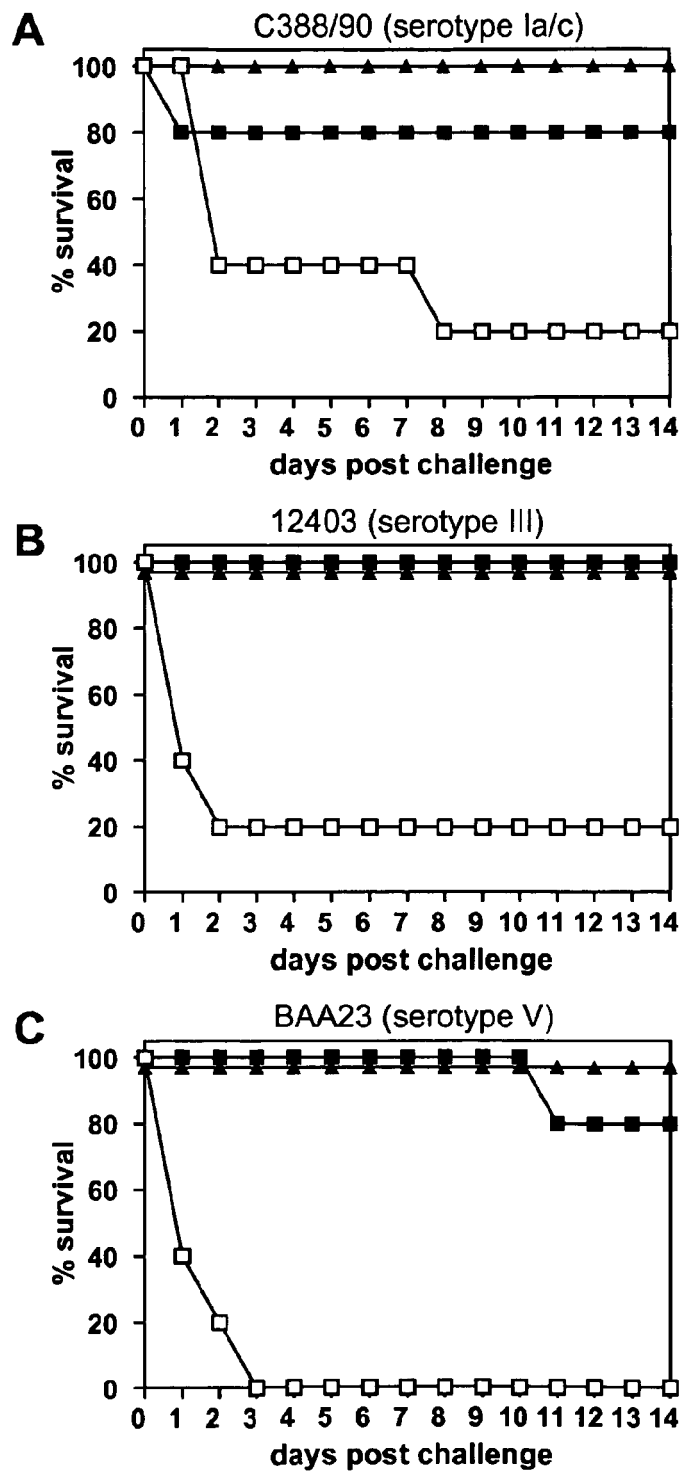 A
C388/90 (serotype Ia/c)
100
80
60
40
20
0
% survival
0 1 2 3 4 5 6 7 8 9 10 11 12 13 14
days post challenge
B
12403 (serotype III)
100
80
60
40
20
0
% survival
0 1 2 3 4 5 6 7 8 9 10 11 12 13 14
days post challenge
C
BAA23 (serotype V)
100
80
60
40
20
0
% survival
0 1 2 3 4 5 6 7 8 9 10 11 12 13 14
days post challenge